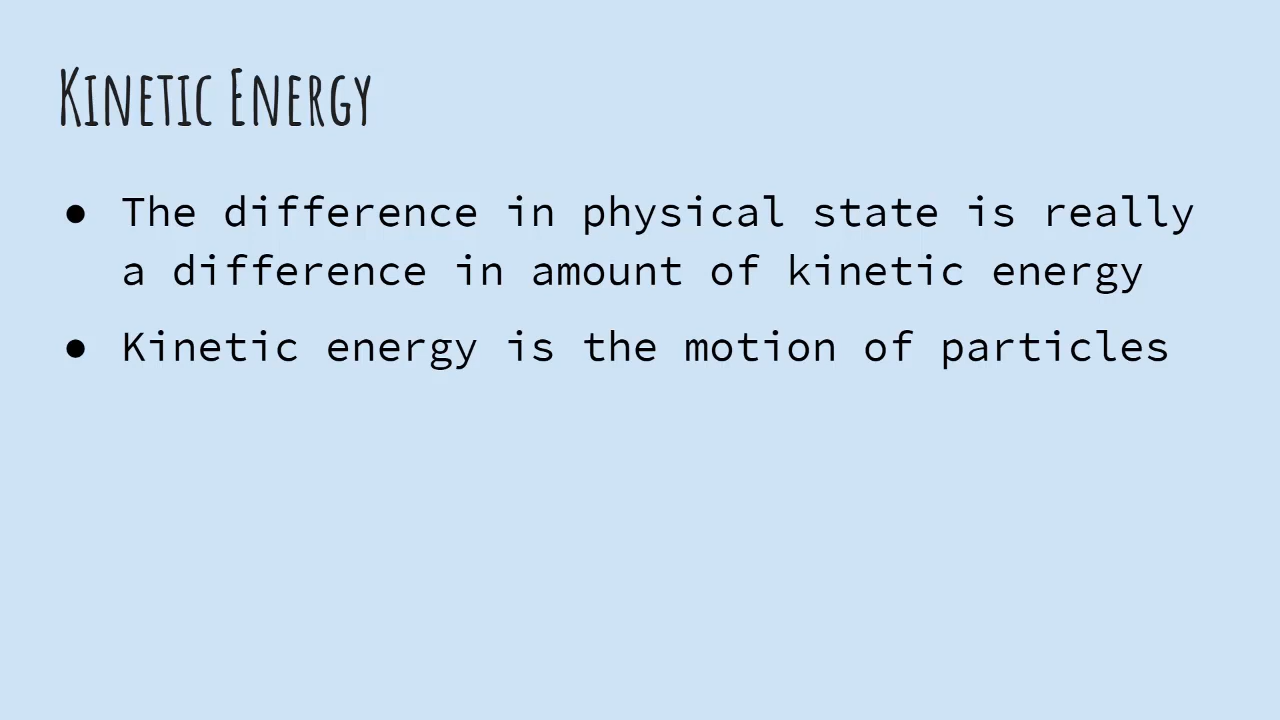 Kinetic Energy
● The difference in physical state is really
a difference in amount of kinetic energy
● Kinetic energy is the motion of particles